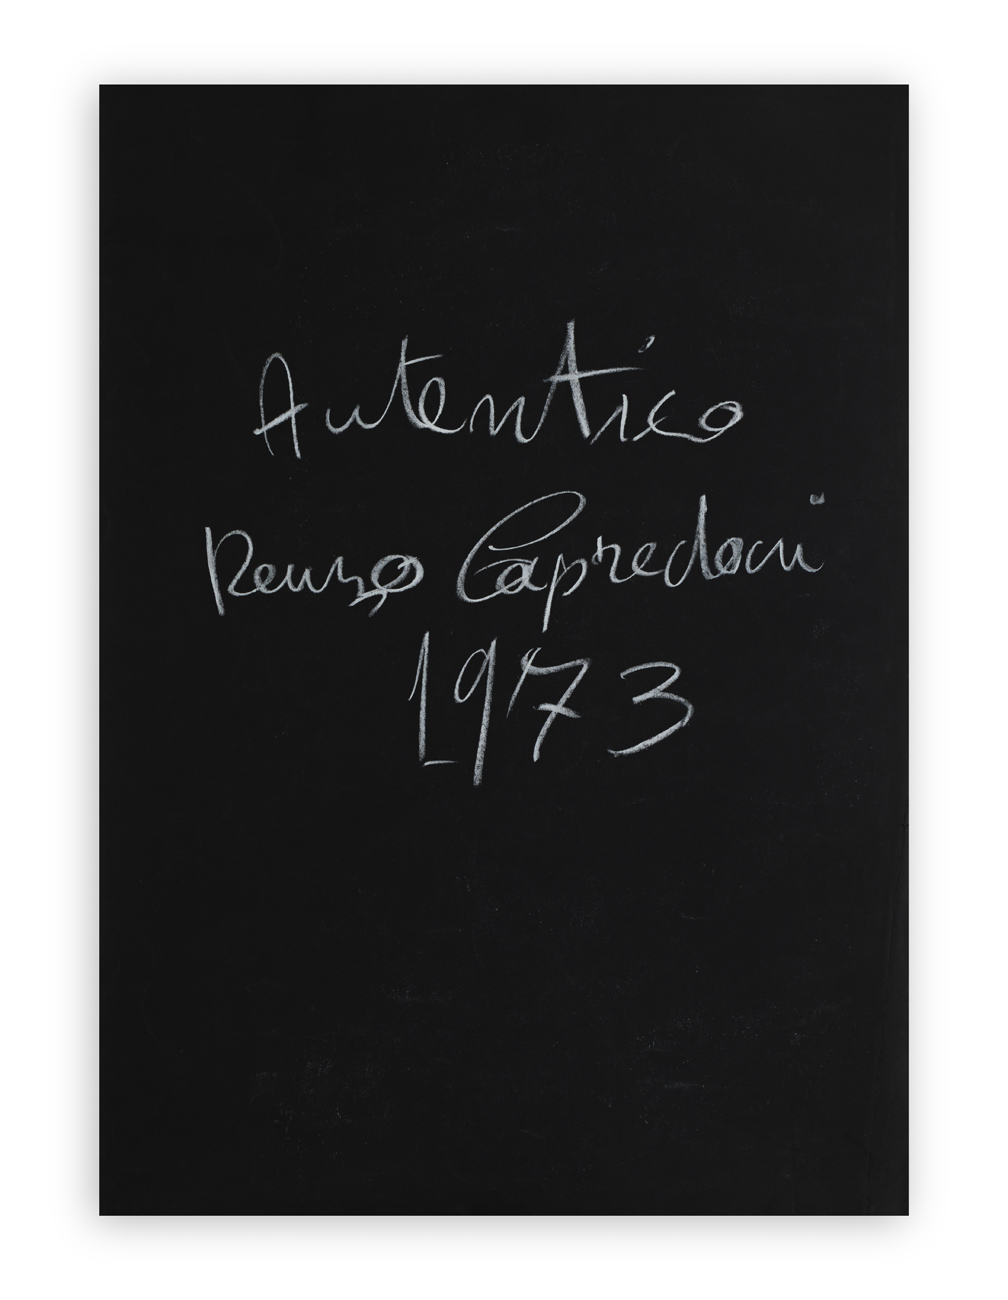 Autentico
Renzo Capredoni
1973